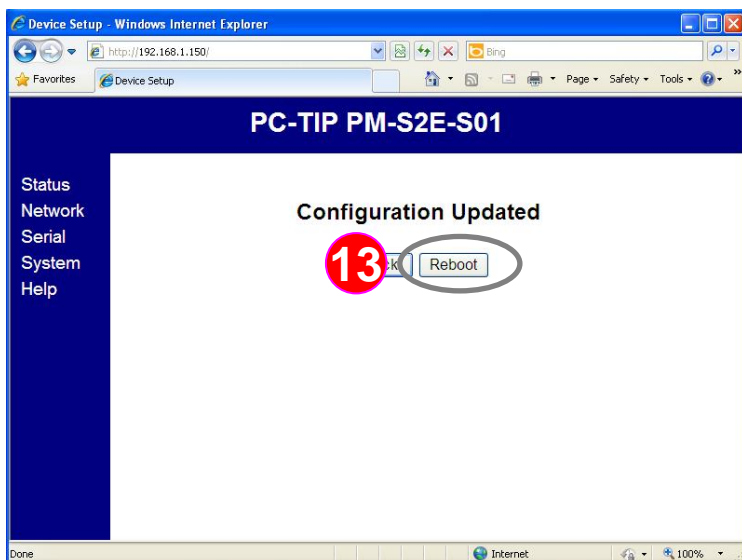 Device Setup - Windows Internet Explorer
http://192.168.1.150/
Bing
Favorites Device Setup Page Safety Tools »
PC-TIP PM-S2E-S01
Status
Network
Serial
System
Help
Configuration Updated
13 Reboot
Done Internet 100%